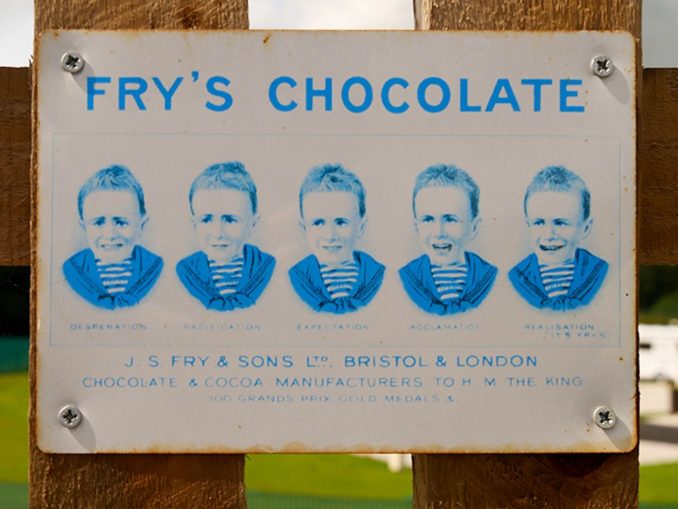 FRY'S CHOCOLATE
DESPERATION PACIFICATION EXPECTATION ACCLAMATION REALISATION
IT'S FRYS
J. S. FRY & SONS LTD. BRISTOL & LONDON
CHOCOLATE & COCOA MANUFACTURERS TO H M. THE KING
300 GRANDS PRIX GOLD MEDALS &